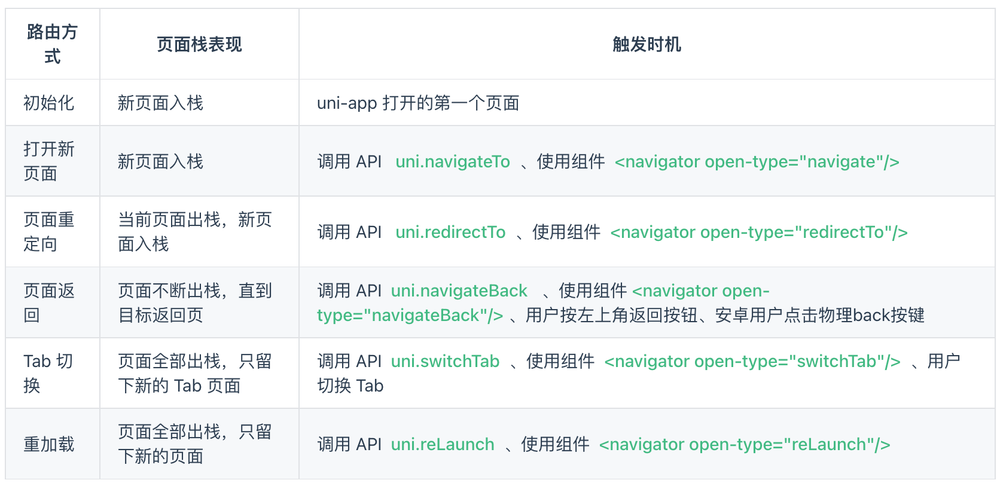 路由方
式
页面栈表现
触发时机
初始化
新页面入栈
uni-app 打开的第一个页面
打开新
页面
新页面入栈
调用 API uni.navigateTo 、使用组件 <navigator open-type="navigate"/>
页面重
定向
当前页面出栈，新页
面入栈
调用 API uni.redirectTo 、使用组件 <navigator open-type="redirectTo"/>
页面返
回
页面不断出栈，直到
目标返回页
调用 API uni.navigateBack 、使用组件 <navigator open-
type="navigateBack"/> 、用户按左上角返回按钮、安卓用户点击物理back按键
Tab 切
换
页面全部出栈，只留
下新的 Tab 页面
调用 API uni.switchTab 、使用组件 <navigator open-type="switchTab"/> 、用户
切换 Tab
重加载
页面全部出栈，只留
下新的页面
调用 API uni.reLaunch 、使用组件 <navigator open-type="reLaunch"/>